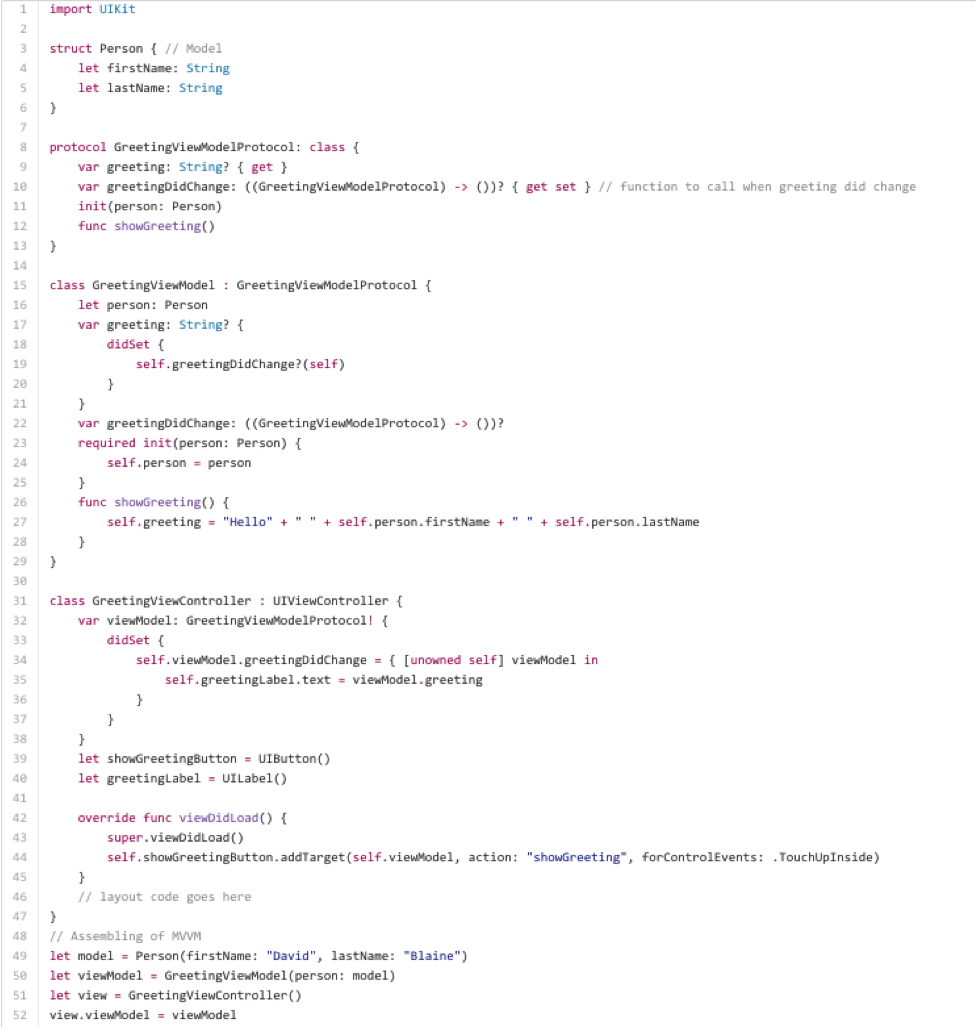 1 import UIKit
2
3 struct Person { // Model
4     let firstName: String
5     let lastName: String
6 }
7
8 protocol GreetingViewModelProtocol: class {
9     var greeting: String? { get }
10     var greetingDidChange: ((GreetingViewModelProtocol) -> ())? { get set } // function to call when greeting did change
11     init(person: Person)
12     func showGreeting()
13 }
14
15 class GreetingViewModel : GreetingViewModelProtocol {
16     let person: Person
17     var greeting: String? {
18         didSet {
19             self.greetingDidChange?(self)
20         }
21     }
22     var greetingDidChange: ((GreetingViewModelProtocol) -> ())?
23     required init(person: Person) {
24         self.person = person
25     }
26     func showGreeting() {
27         self.greeting = "Hello" + " " + self.person.firstName + " " + self.person.lastName
28     }
29 }
30
31 class GreetingViewController : UIViewController {
32     var viewModel: GreetingViewModelProtocol! {
33         didSet {
34             self.viewModel.greetingDidChange = { [unowned self] viewModel in
35                 self.greetingLabel.text = viewModel.greeting
36             }
37         }
38     }
39     let showGreetingButton = UIButton()
40     let greetingLabel = UILabel()
41
42     override func viewDidLoad() {
43         super.viewDidLoad()
44         self.showGreetingButton.addTarget(self.viewModel, action: "showGreeting", forControlEvents: .TouchUpInside)
45     }
46     // layout code goes here
47 }
48 // Assembling of MVVM
49 let model = Person(firstName: "David", lastName: "Blaine")
50 let viewModel = GreetingViewModel(person: model)
51 let view = GreetingViewController()
52 view.viewModel = viewModel